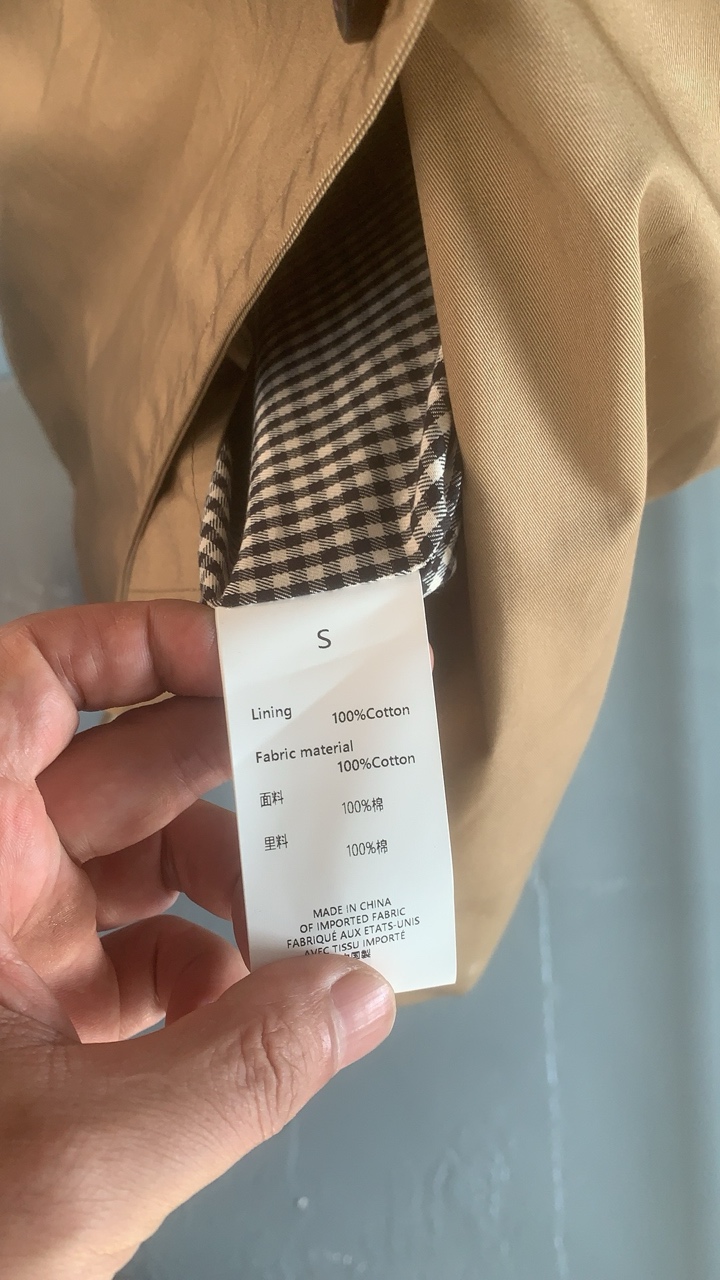 S
Lining 100%Cotton
Fabric material
100%Cotton
面料 100%棉
里料 100%棉
MADE IN CHINA
OF IMPORTED FABRIC
FABRIQUÉ AUX ETATS-UNIS
AVEC TISSU IMPORTÉ